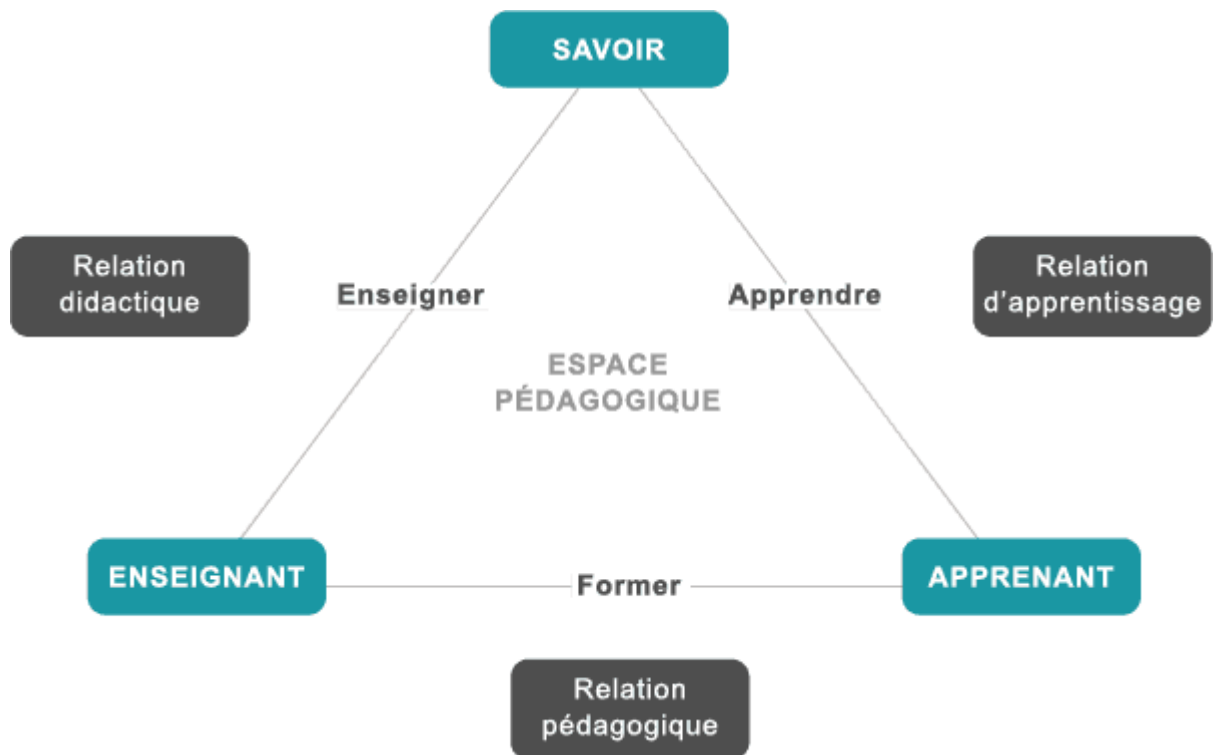 SAVOIR
Relation
didactique
Enseigner
Apprendre
Relation
d'apprentissage
ESPACE
PÉDAGOGIQUE
ENSEIGNANT
Former
APPRENANT
Relation
pédagogique